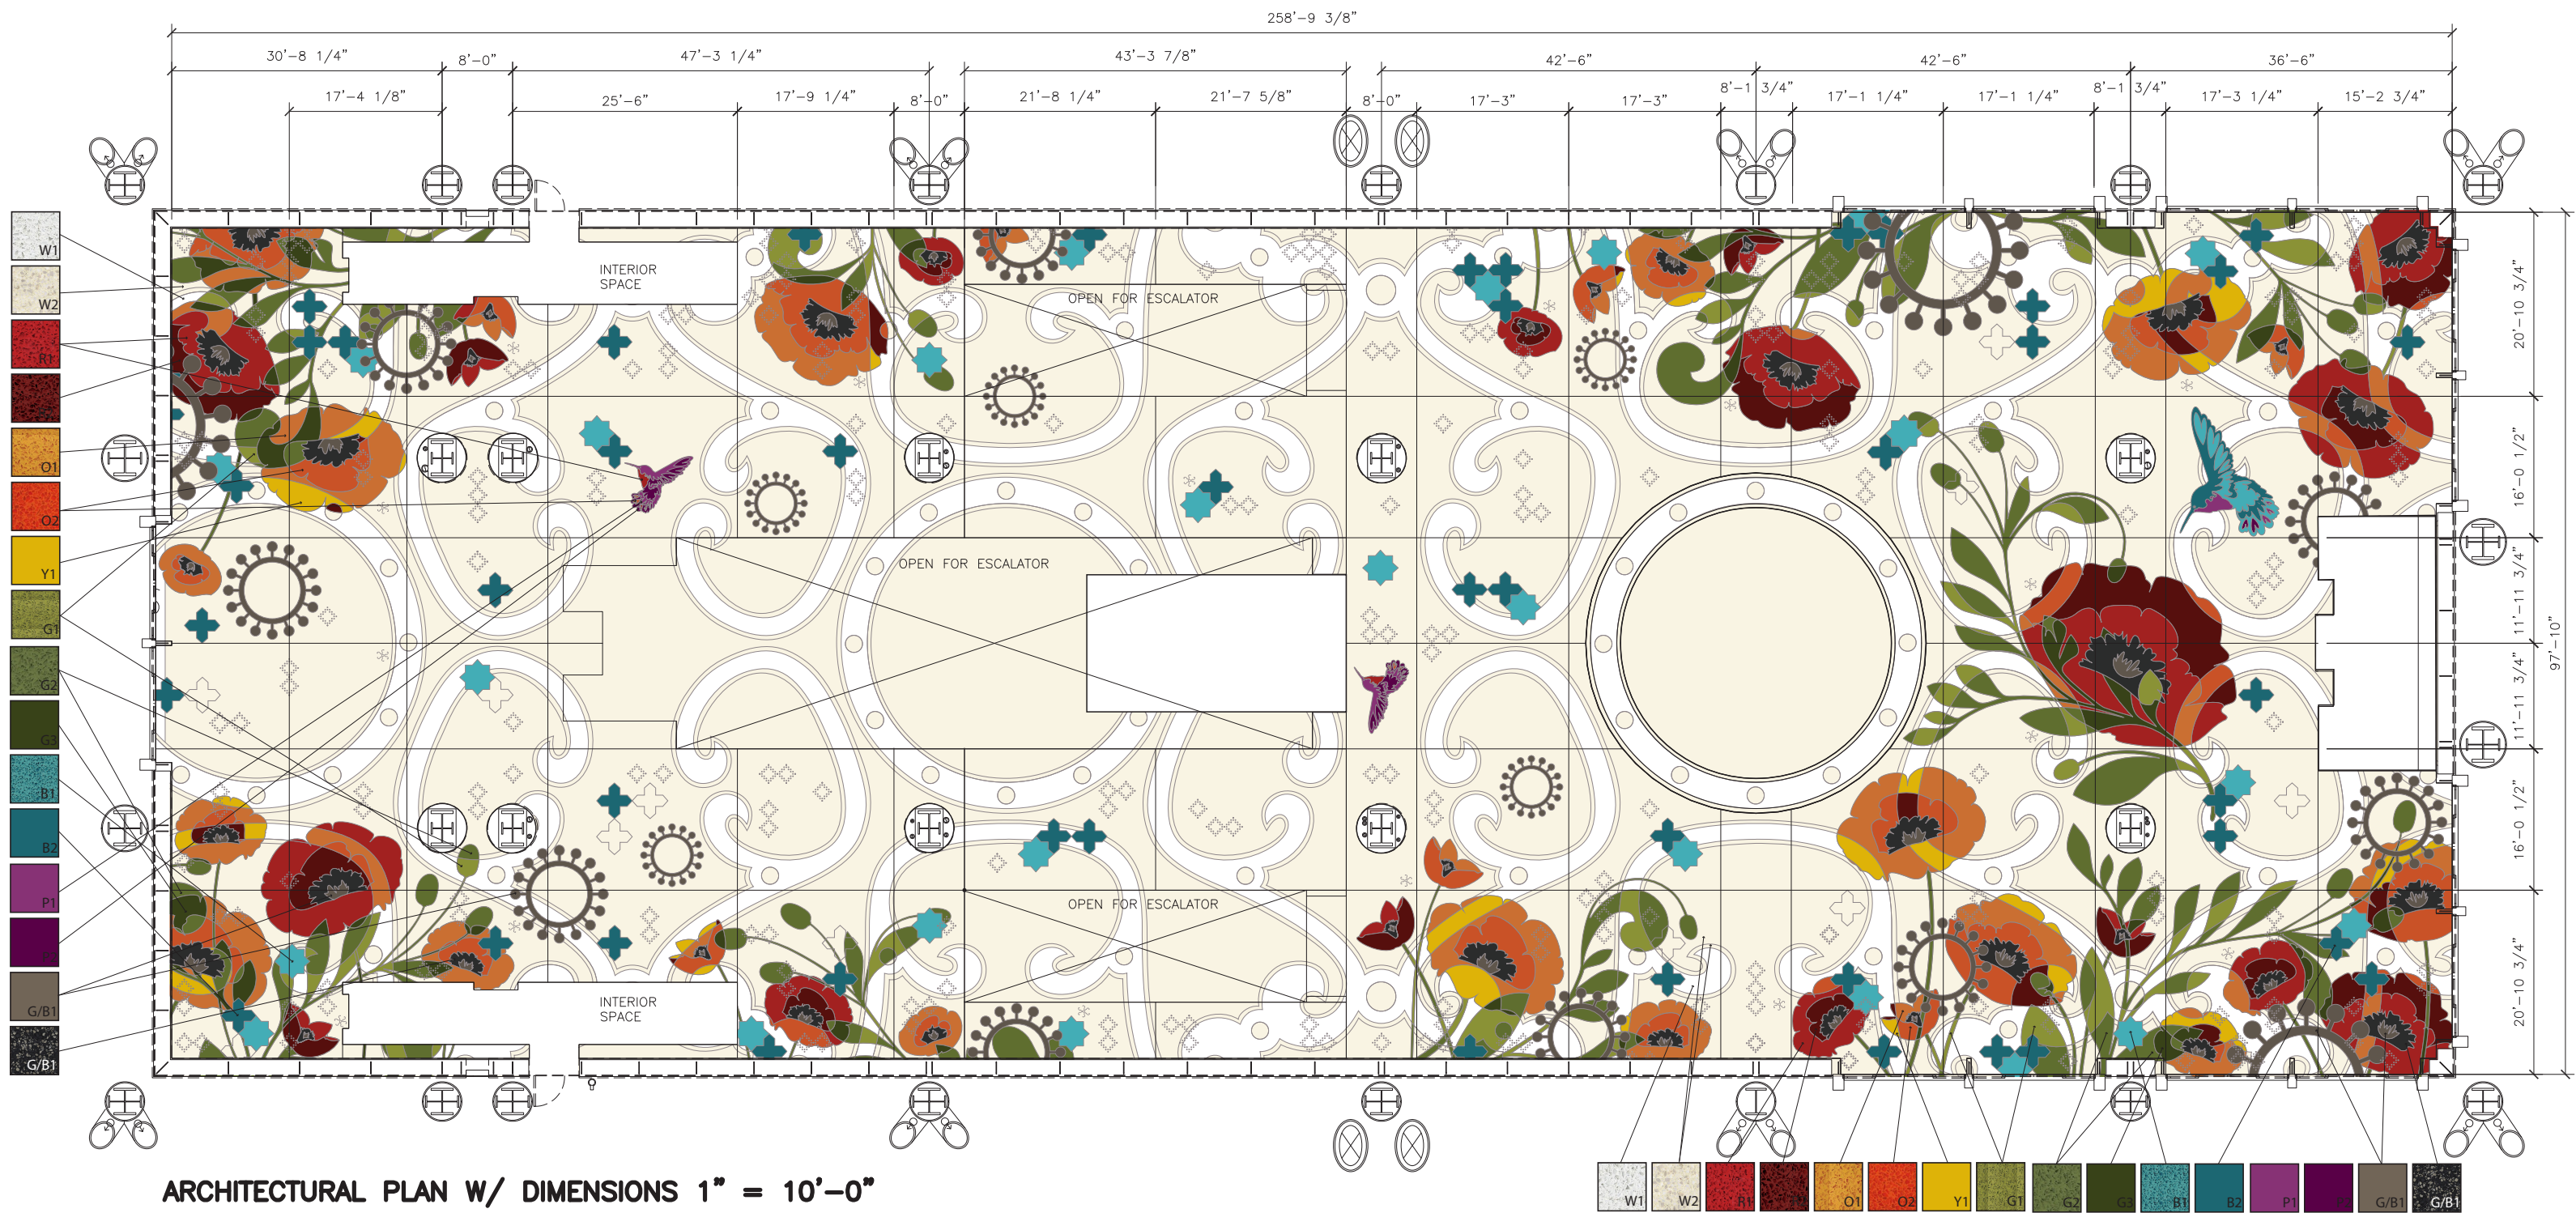 258'-9 3/8"
30'-8 1/4"
8'-0"
47'-3 1/4"
43'-3 7/8"
42'-6"
42'-6"
36'-6"
17'-4 1/8"
25'-6"
17'-9 1/4"
8'-0"
21'-8 1/4"
21'-7 5/8"
8'-0"
17'-3"
17'-3"
8'-1 3/4"
17'-1 1/4"
17'-1 1/4"
8'-1 3/4"
17'-3 1/4"
15'-2 3/4"
W1
W2
R1
O1
O2
Y1
G1
G2
G3
B1
B2
P1
G/B1
G/B1
INTERIOR
SPACE
OPEN FOR ESCALATOR
OPEN FOR ESCALATOR
OPEN FOR ESCALATOR
INTERIOR
SPACE
20'-10 3/4"
16'-0 1/2"
11'-11 3/4"
11'-11 3/4"
16'-0 1/2"
20'-10 3/4"
97'-10"
ARCHITECTURAL PLAN W/ DIMENSIONS 1" = 10'-0"
W1
W2
R1
O1
O2
Y1
G1
G2
G3
B1
B2
P1
G/B1
G/B1